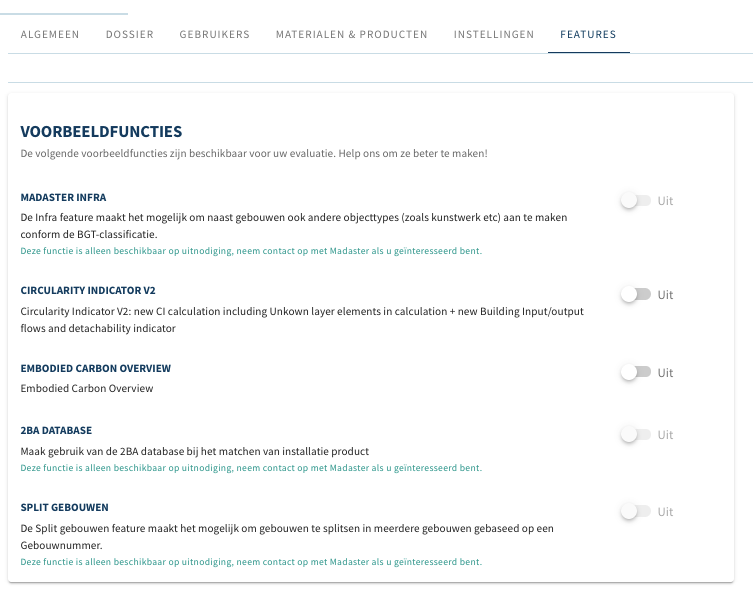 ALGEMEEN DOSSIER GEBRUIKERS MATERIALEN & PRODUCTEN INSTELLINGEN FEATURES
VOORBEELDFUNCTIES
De volgende voorbeeldfuncties zijn beschikbaar voor uw evaluatie. Help ons om ze beter te maken!
MADASTER INFRA
Uit
De Infra feature maakt het mogelijk om naast gebouwen ook andere objecttypes (zoals kunstwerk etc) aan te maken
conform de BGT-classificatie.
Deze functie is alleen beschikbaar op uitnodiging, neem contact op met Madaster als u geïnteresseerd bent.
CIRCULARITY INDICATOR V2
Uit
Circularity Indicator V2: new CI calculation including Unkown layer elements in calculation + new Building Input/output
flows and detachability indicator
EMBODIED CARBON OVERVIEW
Uit
Embodied Carbon Overview
2BA DATABASE
Uit
Maak gebruik van de 2BA database bij het matchen van installatie product
Deze functie is alleen beschikbaar op uitnodiging, neem contact op met Madaster als u geïnteresseerd bent.
SPLIT GEBOUWEN
Uit
De Split gebouwen feature maakt het mogelijk om gebouwen te splitsen in meerdere gebouwen gebaseed op een
Gebouwnummer.
Deze functie is alleen beschikbaar op uitnodiging, neem contact op met Madaster als u geïnteresseerd bent.